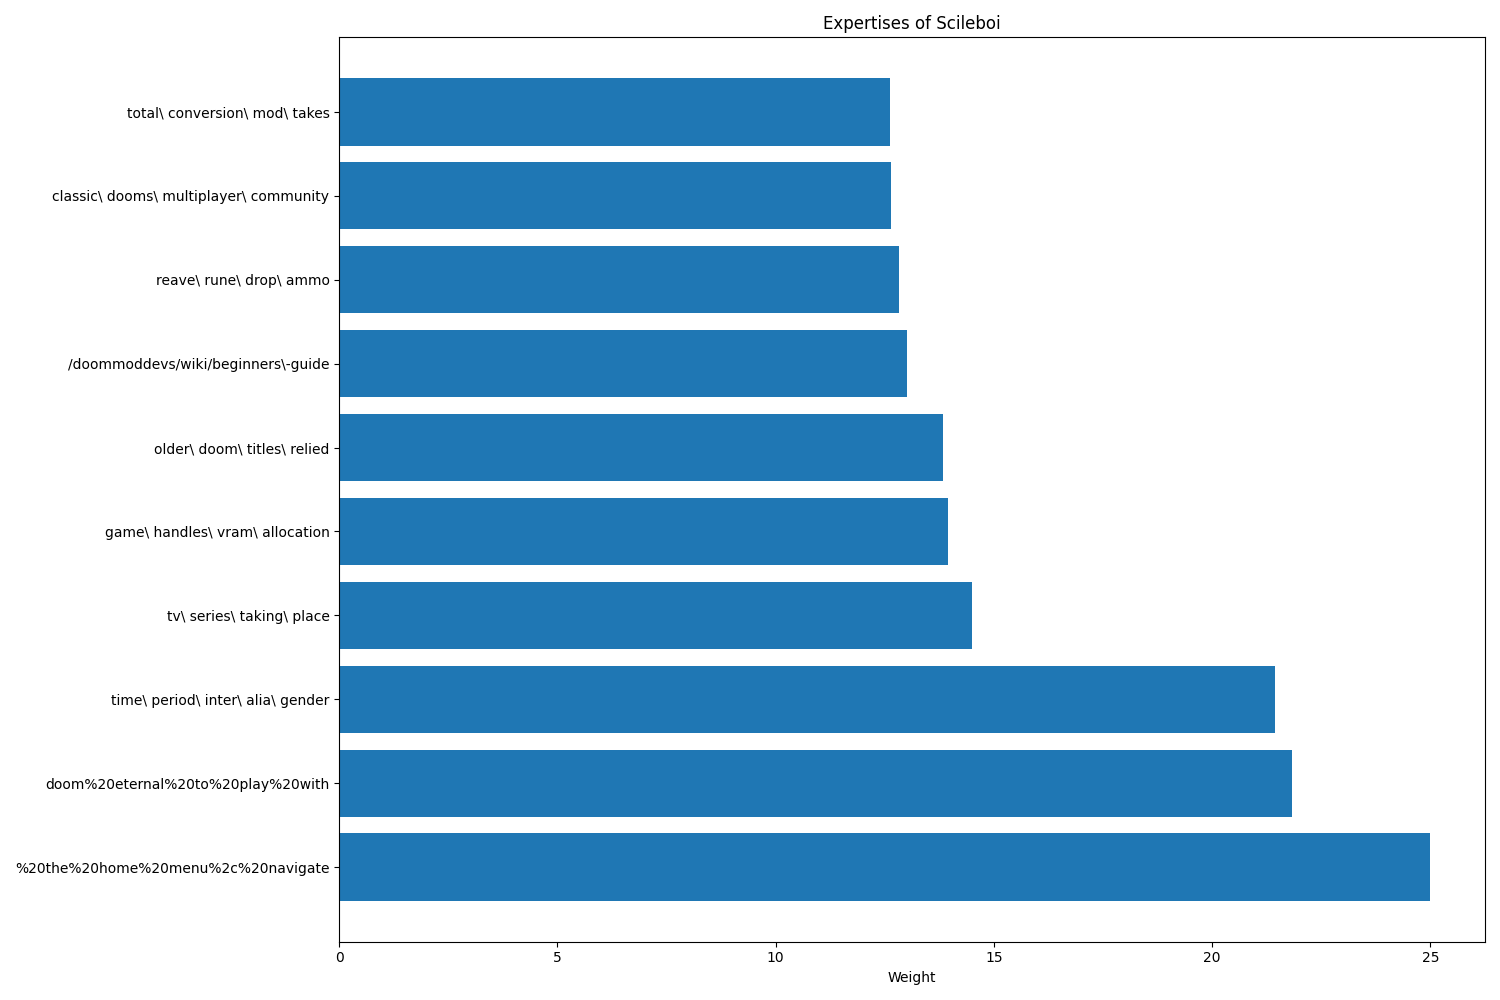 Expertises of Scileboi
total\ conversion\ mod\ takes
classic\ dooms\ multiplayer\ community
reave\ rune\ drop\ ammo
/doommoddevs/wiki/beginners\-guide
older\ doom\ titles\ relied
game\ handles\ vram\ allocation
tv\ series\ taking\ place
time\ period\ inter\ alia\ gender
doom%20eternal%20to%20play%20with
%20the%20home%20menu%2c%20navigate
0 5 10 15 20 25
Weight